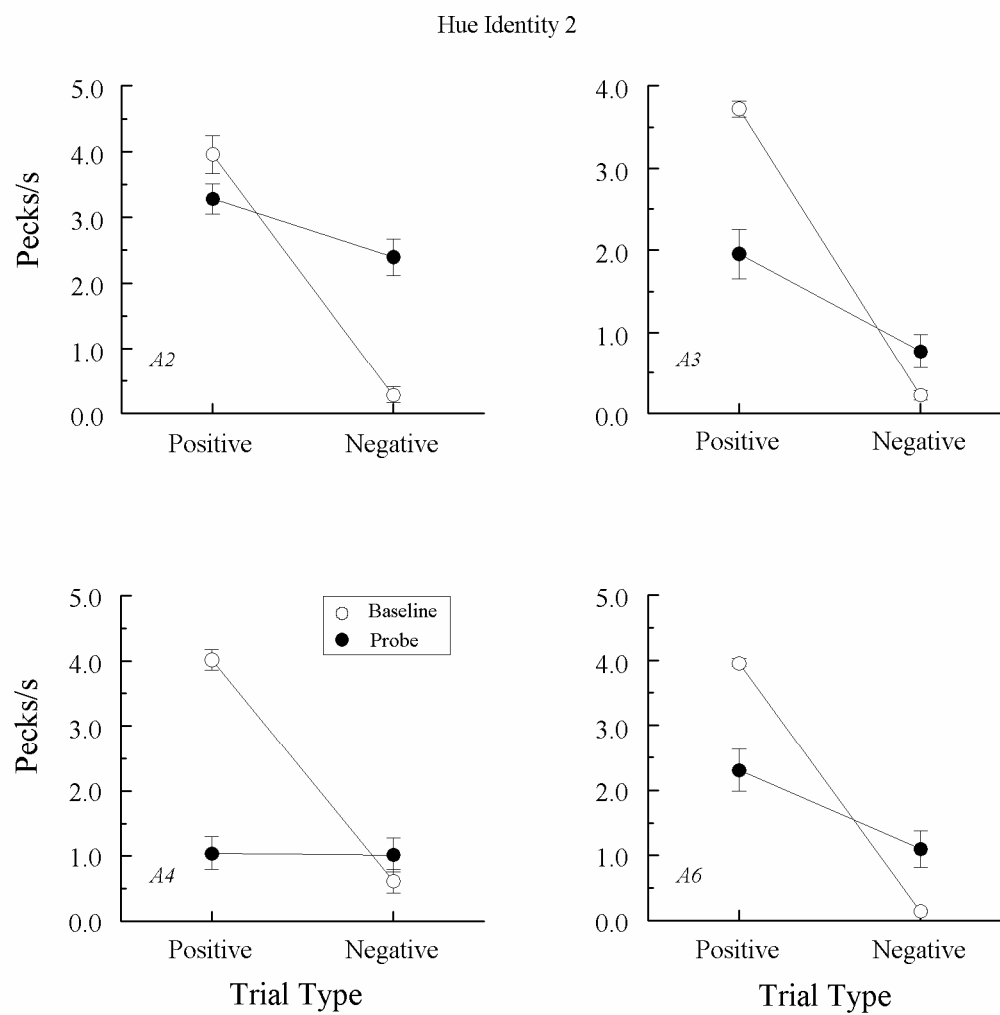 Hue Identity 2
Pecks/s
5.0
4.0
3.0
2.0
1.0
0.0
A2
Positive Negative
4.0
3.0
2.0
1.0
0.0
A3
Positive Negative
Pecks/s
5.0
4.0
3.0
2.0
1.0
0.0
A4
Baseline
Probe
Positive Negative
Trial Type
5.0
4.0
3.0
2.0
1.0
0.0
A6
Positive Negative
Trial Type